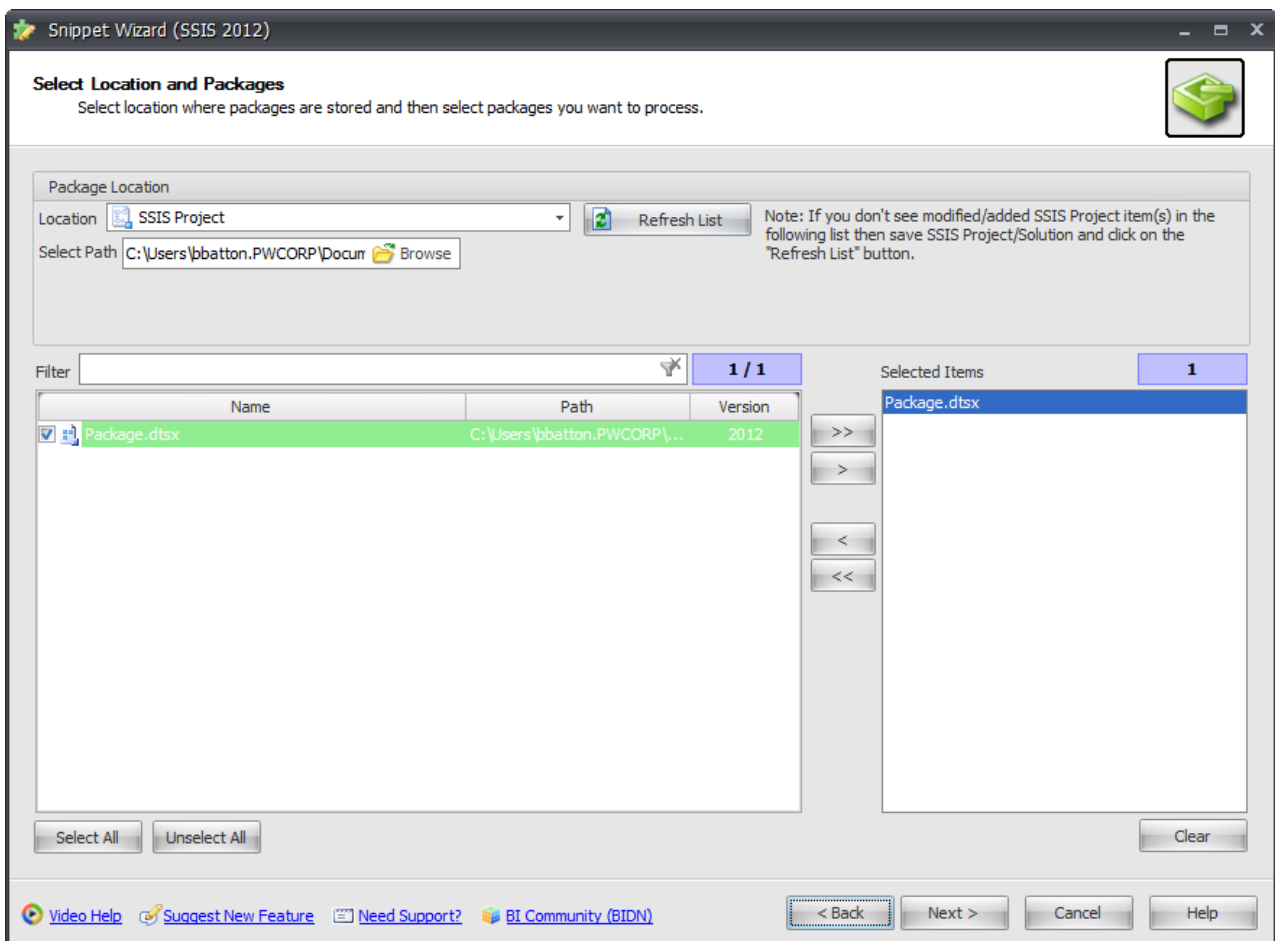 Snippet Wizard (SSIS 2012)
Select Location and Packages
Select location where packages are stored and then select packages you want to process.
Package Location
Location SSIS Project
Refresh List
Note: If you don't see modified/added SSIS Project item(s) in the
following list then save SSIS Project/Solution and click on the
"Refresh List" button.
Select Path C:\Users\bbatton.PWCORP\Docum Browse
Filter 1 / 1
Selected Items 1
Name Path Version
Package.dtsx C:\Users\bbatton.PWCORP\... 2012
Package.dtsx
>>
>
<
<<
Select All Unselect All
Clear
Video Help Suggest New Feature Need Support? BI Community (BIDN)
< Back Next > Cancel Help